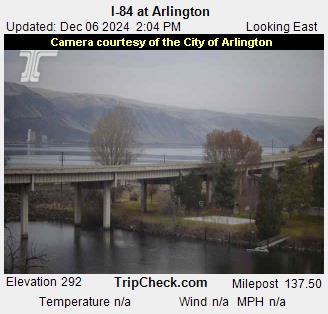 I-84 at Arlington
Updated: Dec 06 2024 2:04 PM Looking East
Camera courtesy of the City of Arlington
Elevation 292 TripCheck.com Milepost 137.50
Temperature n/a Wind n/a MPH n/a